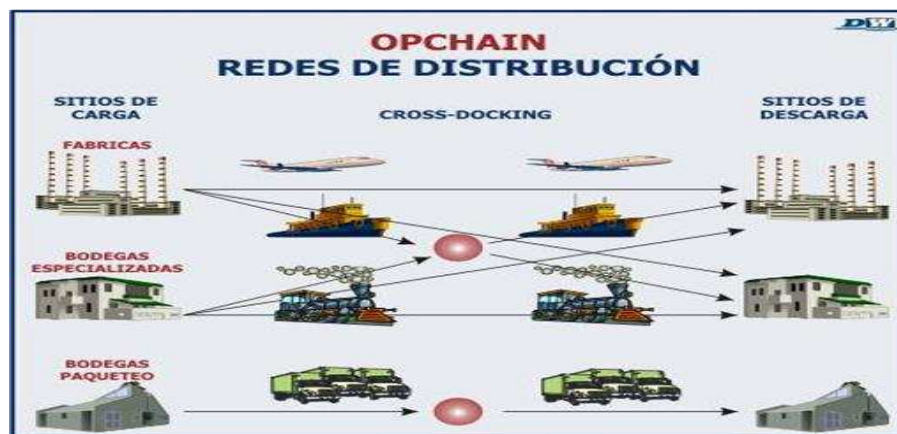 DW
OPCHAIN
REDES DE DISTRIBUCIÓN
SITIOS DE
CARGA
CROSS-DOCKING
SITIOS DE
DESCARGA
FABRICAS
BODEGAS
ESPECIALIZADAS
BODEGAS
PAQUETEO